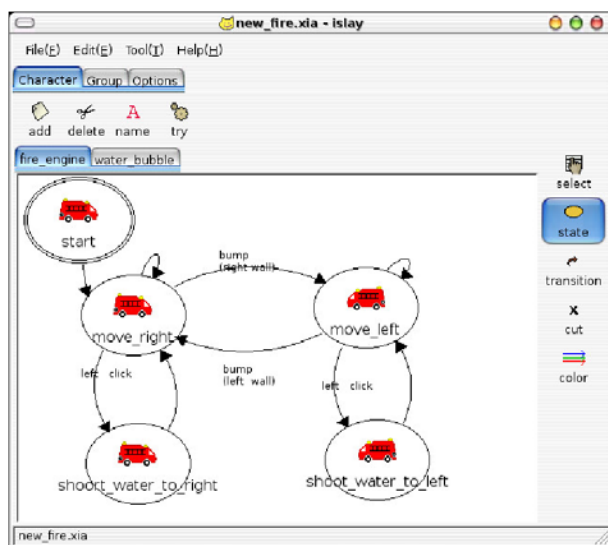 new_fire.xia - islay
File(F) Edit(E) Tool(T) Help(H)
Character Group Options
add delete name try
fire_engine water_bubble
select
state
transition
cut
color
start
bump
(right wall)
move_right
move_left
bump
(left wall)
left click
left click
shoort_water_to_right
shoot_water_to_left
new_fire.xia